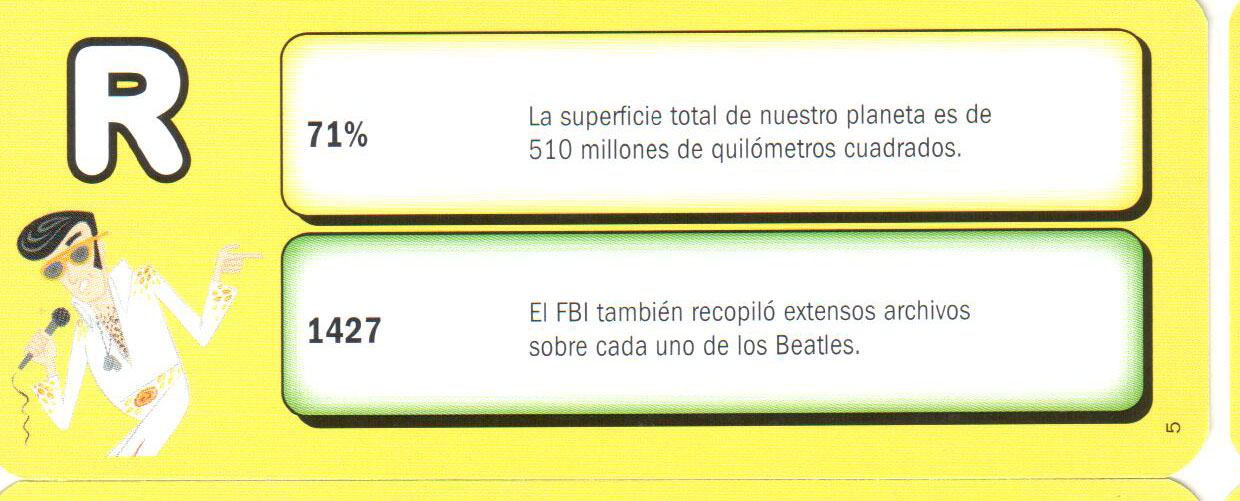 R
71%
La superficie total de nuestro planeta es de
510 millones de quilómetros cuadrados.
1427
El FBI también recopiló extensos archivos
sobre cada uno de los Beatles.
5